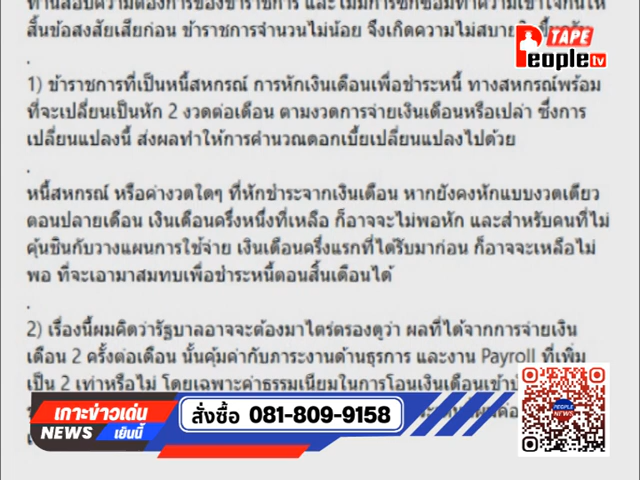 สิ้นข้อสงสัยเสียก่อน ข้าราชการจำนวนไม่น้อย จึงเกิดความไม่สบายใจ
TAPE
People tv
.
1) ข้าราชการที่เป็นหนี้สหกรณ์ การหักเงินเดือนเพื่อชำระหนี้ ทางสหกรณ์พร้อม
ที่จะเปลี่ยนเป็นหัก 2 งวดต่อเดือน ตามงวดการจ่ายเงินเดือนหรือเปล่า ซึ่งการ
เปลี่ยนแปลงนี้ ส่งผลทำให้การคำนวณดอกเบี้ยเปลี่ยนแปลงไปด้วย
.
หนี้สหกรณ์ หรือค่างวดใดๆ ที่หักชำระจากเงินเดือน หากยังคงหักแบบงวดเดียว
ตอนปลายเดือน เงินเดือนครึ่งหนึ่งที่เหลือ ก็อาจจะไม่พอหัก และสำหรับคนที่ไม่
คุ้นชินกับวางแผนการใช้จ่าย เงินเดือนครึ่งแรกที่ได้รับมาก่อน ก็อาจจะเหลือไม่
พอ ที่จะเอามาสมทบเพื่อชำระหนี้ตอนสิ้นเดือนได้
.
2) เรื่องนี้ผมคิดว่ารัฐบาลอาจจะต้องมาไตร่ตรองดูว่า ผลที่ได้จากการจ่ายเงิน
เดือน 2 ครั้งต่อเดือน นั้นคุ้มค่ากับภาระงานด้านธุรการ และงาน Payroll ที่เพิ่ม
เป็น 2 เท่าหรือไม่ โดยเฉพาะค่าธรรมเนียมในการโอนเงินเดือนเข้า
เกาะข่าวเด่น
NEWS เย็นนี้
สั่งซื้อ 081-809-9158
PEOPLE
NEWS